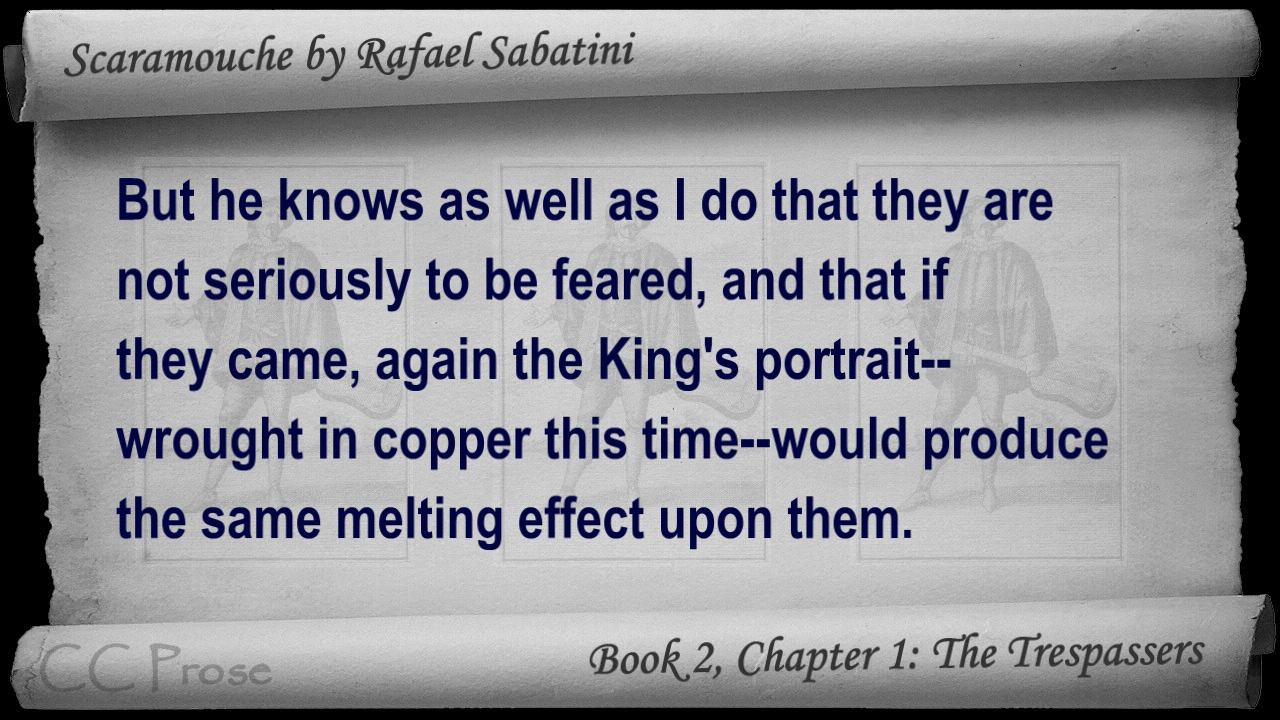 Scaramouche by Rafael Sabatini
But he knows as well as I do that they are
not seriously to be feared, and that if
they came, again the King's portrait--
wrought in copper this time--would produce
the same melting effect upon them.
CC Prose
Book 2, Chapter 1: The Trespassers